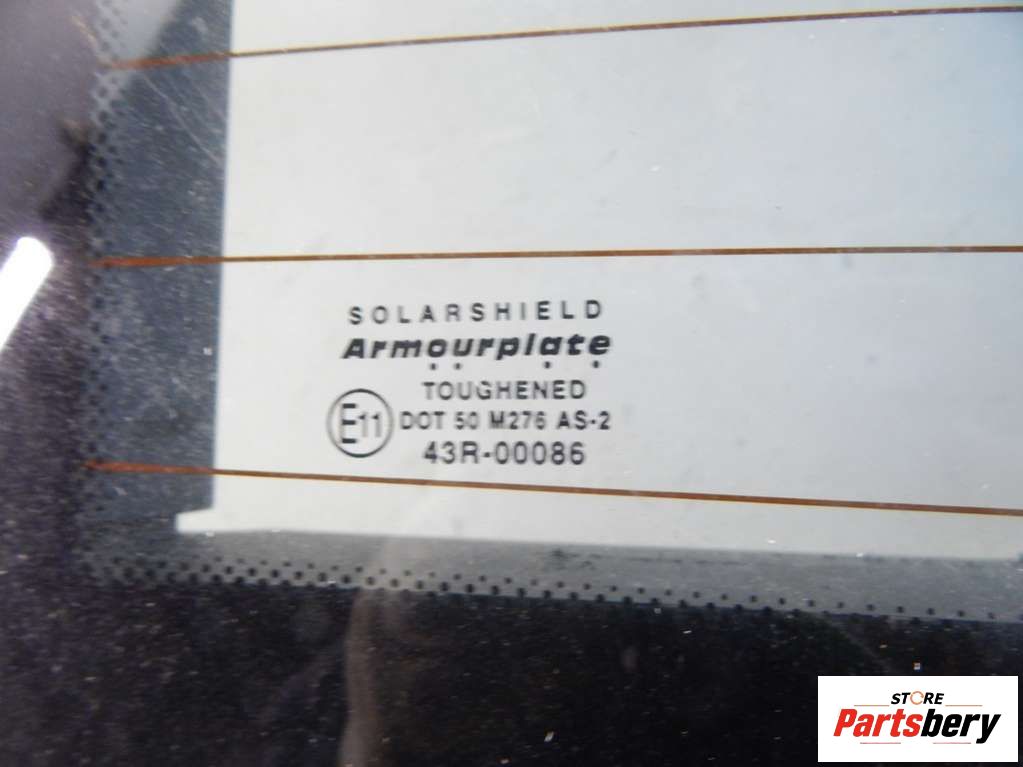 SOLARSHIELD
Armourplate
TOUGHENED
E11 DOT 50 M276 AS-2
43R-00086
STORE
Partsbery